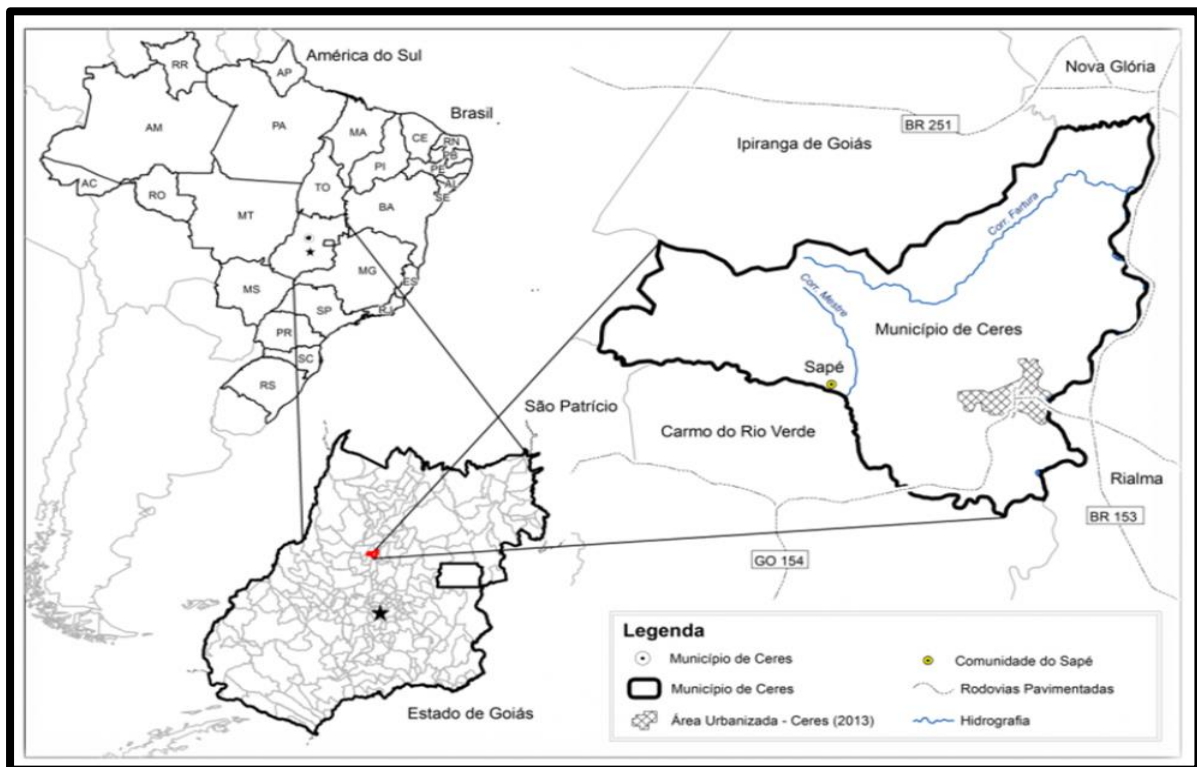 América do Sul
Brasil
RR
AP
AM
PA
MA
CE
RN
PB
PE
AL
SE
PI
AC
RO
TO
BA
MT
MG
ES
MS
SP
RJ
PR
SC
RS
Nova Glória
BR 251
Ipiranga de Goiás
Corr. Fartura
Corr. Mestre
Município de Ceres
Sapé
São Patrício
Carmo do Rio Verde
Rialma
BR 153
GO 154
Estado de Goiás
Legenda
Município de Ceres
Comunidade do Sapé
Município de Ceres
Rodovias Pavimentadas
Área Urbanizada - Ceres (2013)
Hidrografia